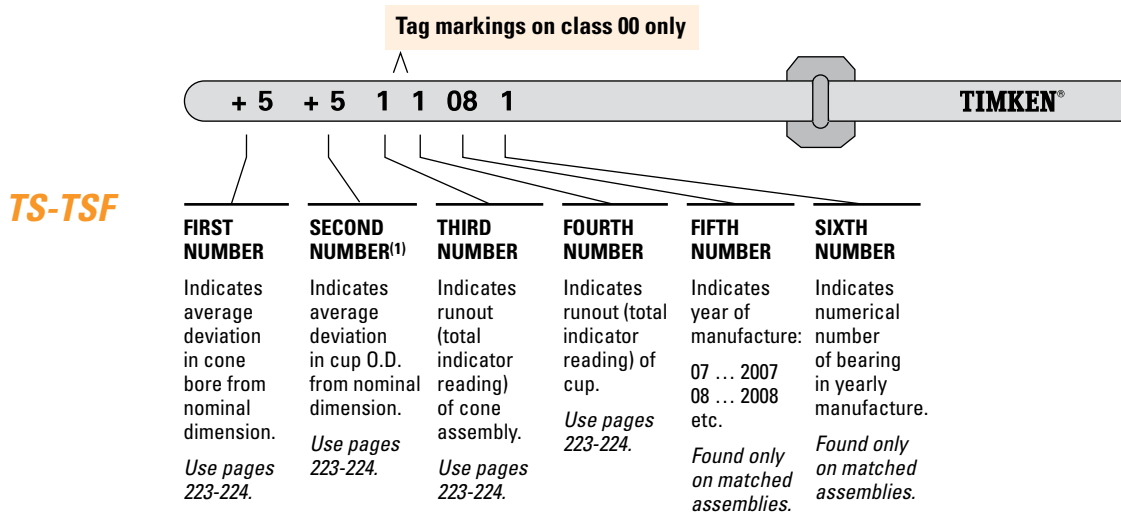 Tag markings on class 00 only
+ 5 + 5 1 1 08 1
TIMKEN®
TS-TSF
FIRST
NUMBER
Indicates
average
deviation
in cone
bore from
nominal
dimension.
Use pages
223-224.
SECOND
NUMBER(1)
Indicates
average
deviation
in cup O.D.
from nominal
dimension.
Use pages
223-224.
THIRD
NUMBER
Indicates
runout
(total
indicator
reading)
of cone
assembly.
Use pages
223-224.
FOURTH
NUMBER
Indicates
runout (total
indicator
reading) of
cup.
Use pages
223-224.
FIFTH
NUMBER
Indicates
year of
manufacture:
07 … 2007
08 … 2008
etc.
Found only
on matched
assemblies.
SIXTH
NUMBER
Indicates
numerical
number
of bearing
in yearly
manufacture.
Found only
on matched
assemblies.